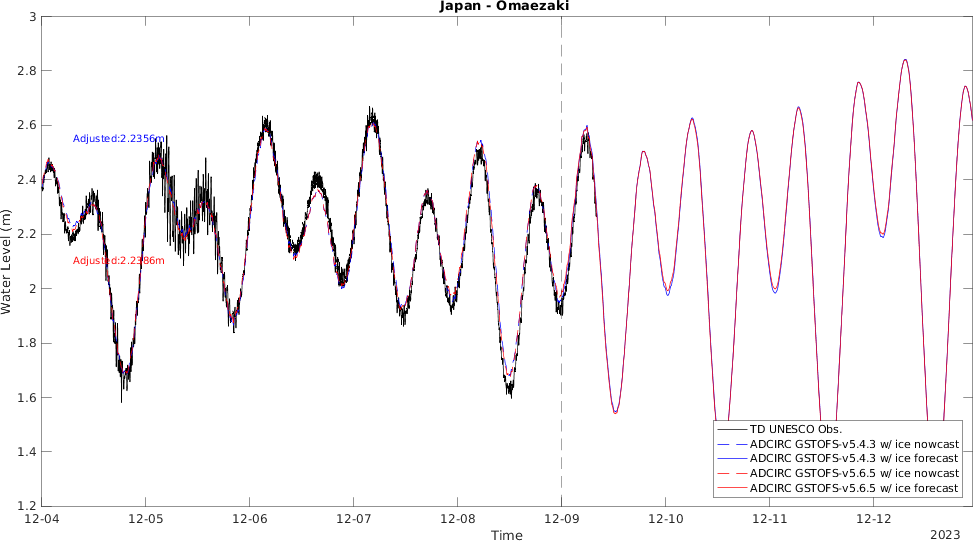 Japan - Omaezaki
3
2.8
2.6
2.4
2.2
2
1.8
1.6
1.4
1.2
Water Level (m)
Adjusted:2.2356m
Adjusted:2.2386m
TD UNESCO Obs.
ADCIRC GSTOFS-v5.4.3 w/ ice nowcast
ADCIRC GSTOFS-v5.4.3 w/ ice forecast
ADCIRC GSTOFS-v5.6.5 w/ ice nowcast
ADCIRC GSTOFS-v5.6.5 w/ ice forecast
12-04 12-05 12-06 12-07 12-08 12-09 12-10 12-11 12-12
Time
2023